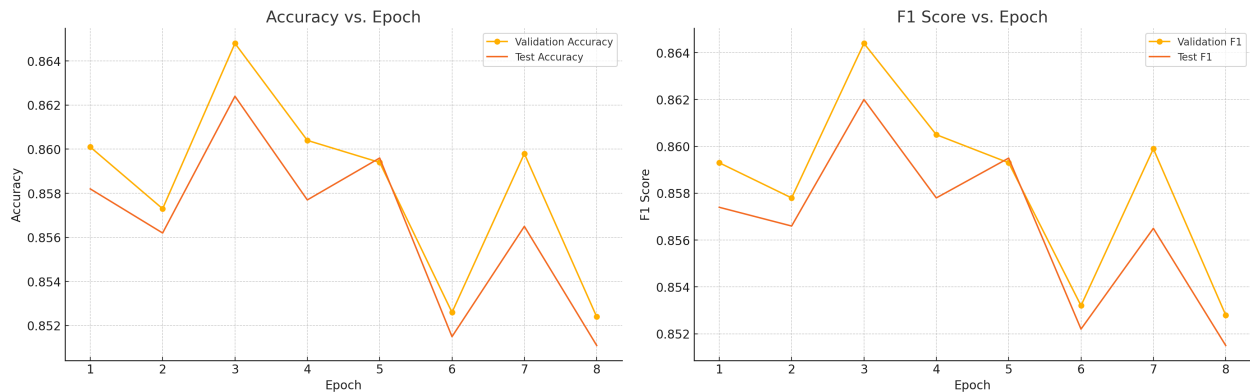 Accuracy vs. Epoch
Validation Accuracy
Test Accuracy
0.864
0.862
0.860
0.858
0.856
0.854
0.852
Accuracy
1 2 3 4 5 6 7 8
Epoch
F1 Score vs. Epoch
Validation F1
Test F1
0.864
0.862
0.860
0.858
0.856
0.854
0.852
F1 Score
1 2 3 4 5 6 7 8
Epoch